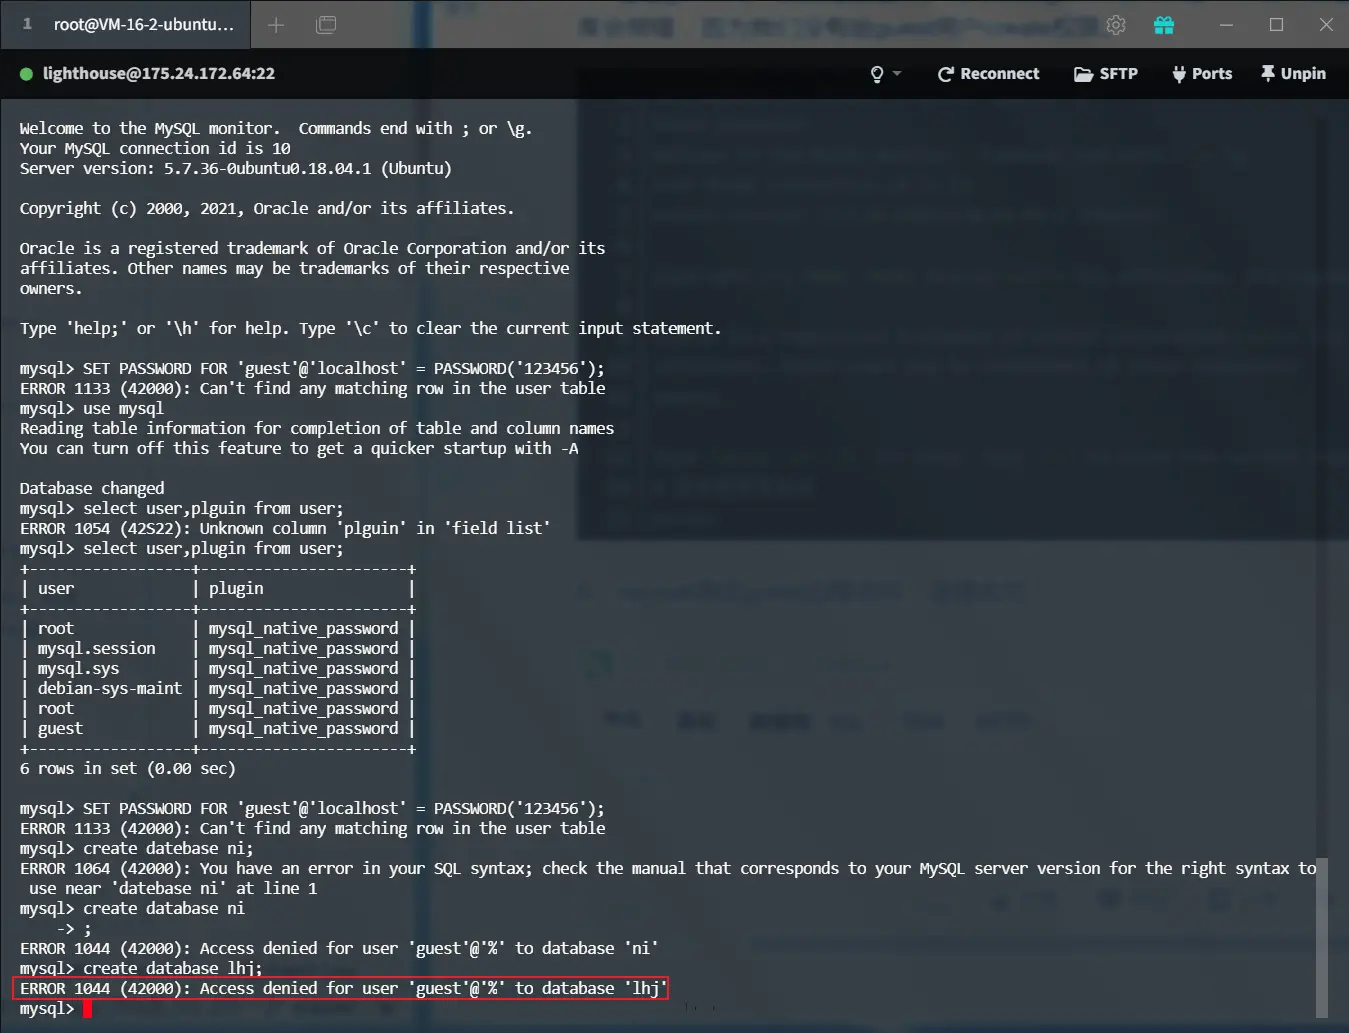 1 root@VM-16-2-ubuntu...
lighthouse@175.24.172.64:22 Reconnect SFTP Ports Unpin
Welcome to the MySQL monitor.  Commands end with ; or \g.
Your MySQL connection id is 10
Server version: 5.7.36-0ubuntu0.18.04.1 (Ubuntu)
Copyright (c) 2000, 2021, Oracle and/or its affiliates.
Oracle is a registered trademark of Oracle Corporation and/or its
affiliates. Other names may be trademarks of their respective
owners.
Type 'help;' or '\h' for help. Type '\c' to clear the current input statement.
mysql> SET PASSWORD FOR 'guest'@'localhost' = PASSWORD('123456');
ERROR 1133 (42000): Can't find any matching row in the user table
mysql> use mysql
Reading table information for completion of table and column names
You can turn off this feature to get a quicker startup with -A
Database changed
mysql> select user,plguin from user;
ERROR 1054 (42S22): Unknown column 'plguin' in 'field list'
mysql> select user,plugin from user;
+------------------+-----------------------+
| user             | plugin                |
+------------------+-----------------------+
| root             | mysql_native_password |
| mysql.session    | mysql_native_password |
| mysql.sys        | mysql_native_password |
| debian-sys-maint | mysql_native_password |
| root             | mysql_native_password |
| guest            | mysql_native_password |
+------------------+-----------------------+
6 rows in set (0.00 sec)
mysql> SET PASSWORD FOR 'guest'@'localhost' = PASSWORD('123456');
ERROR 1133 (42000): Can't find any matching row in the user table
mysql> create datebase ni;
ERROR 1064 (42000): You have an error in your SQL syntax; check the manual that corresponds to your MySQL server version for the right syntax to
 use near 'datebase ni' at line 1
mysql> create database ni
    -> ;
ERROR 1044 (42000): Access denied for user 'guest'@'%' to database 'ni'
mysql> create database lhj;
ERROR 1044 (42000): Access denied for user 'guest'@'%' to database 'lhj'
mysql>